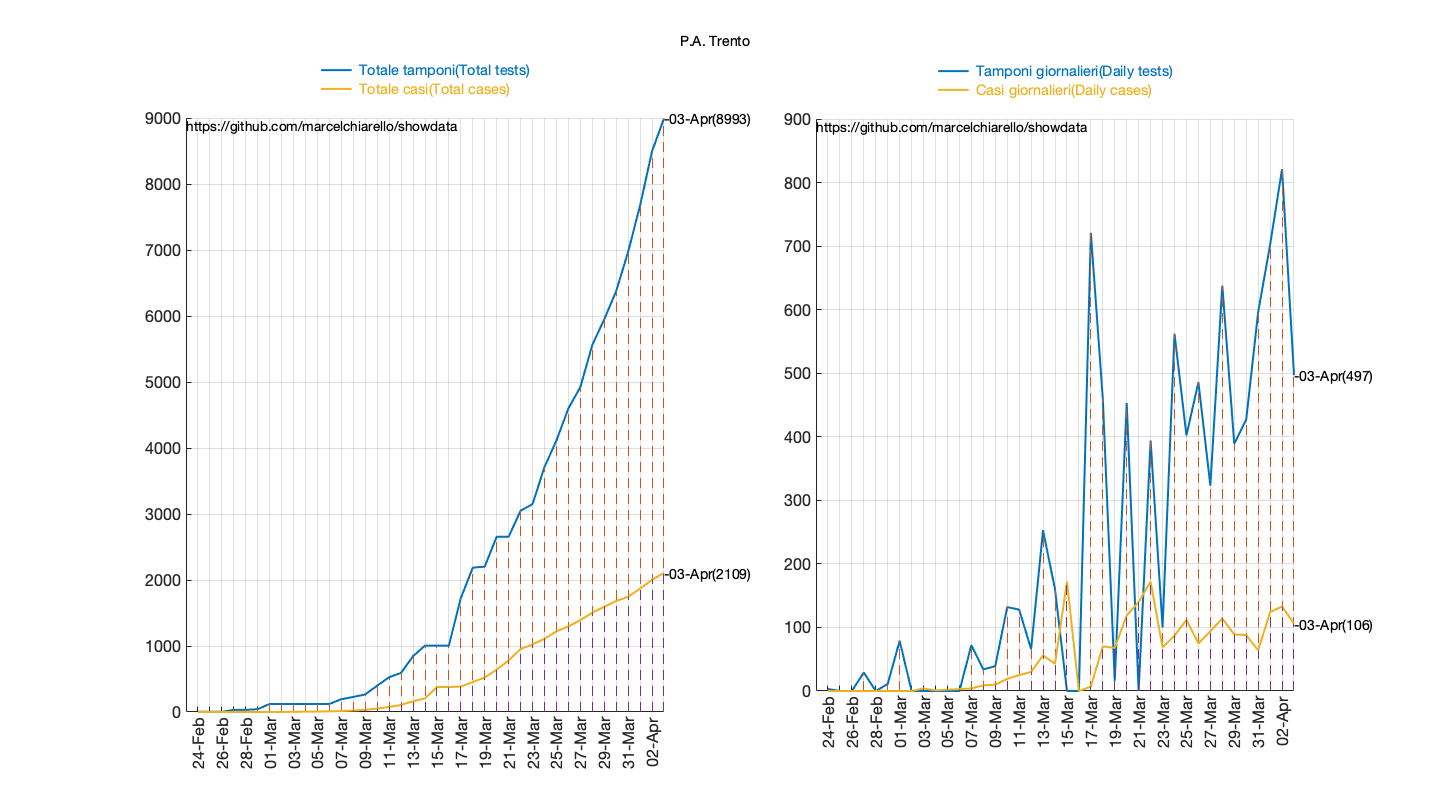 P.A. Trento
Totale tamponi(Total tests)
Totale casi(Total cases)
9000
8000
7000
6000
5000
4000
3000
2000
1000
0
https://github.com/marcelchiarello/showdata
-03-Apr(8993)
-03-Apr(2109)
24-Feb
26-Feb
28-Feb
01-Mar
03-Mar
05-Mar
07-Mar
09-Mar
11-Mar
13-Mar
15-Mar
17-Mar
19-Mar
21-Mar
23-Mar
25-Mar
27-Mar
29-Mar
31-Mar
02-Apr
Tamponi giornalieri(Daily tests)
Casi giornalieri(Daily cases)
900
800
700
600
500
400
300
200
100
0
https://github.com/marcelchiarello/showdata
-03-Apr(497)
-03-Apr(106)
24-Feb
26-Feb
28-Feb
01-Mar
03-Mar
05-Mar
07-Mar
09-Mar
11-Mar
13-Mar
15-Mar
17-Mar
19-Mar
21-Mar
23-Mar
25-Mar
27-Mar
29-Mar
31-Mar
02-Apr